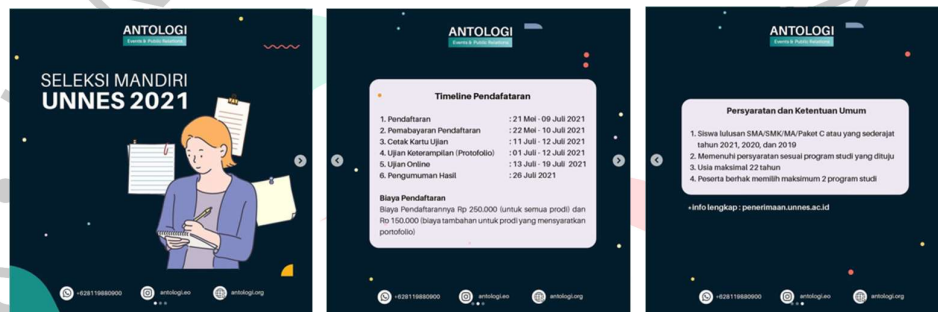 ANTOLOGI
Events & Public Relations
SELEKSI MANDIRI
UNNES 2021
+628119880900
antologi.eo
antologi.org
ANTOLOGI
Events & Public Relations
Timeline Pendafataran
1. Pendaftaran : 21 Mei - 09 Juli 2021
2. Pemabayaran Pendaftaran : 22 Mei - 10 Juli 2021
3. Cetak Kartu Ujian : 11 Juli - 12 Juli 2021
4. Ujian Keterampilan (Protofolio) : 01 Juli - 12 Juli 2021
5. Ujian Online : 13 Juli - 19 Juli 2021
6. Pengumuman Hasil : 26 Juli 2021
Biaya Pendaftaran
Biaya Pendaftarannya Rp 250.000 (untuk semua prodi) dan
Rp 150.000 (biaya tambahan untuk prodi yang mensyaratkan
portofolio)
+628119880900
antologi.eo
antologi.org
ANTOLOGI
Events & Public Relations
Persyaratan dan Ketentuan Umum
1. Siswa lulusan SMA/SMK/MA/Paket C atau yang sederajat
tahun 2021, 2020, dan 2019
2. Memenuhi persyaratan sesuai program studi yang dituju
3. Usia maksimal 22 tahun
4. Peserta berhak memilih maksimum 2 program studi
+info lengkap : penerimaan.unnes.ac.id
+628119880900
antologi.eo
antologi.org